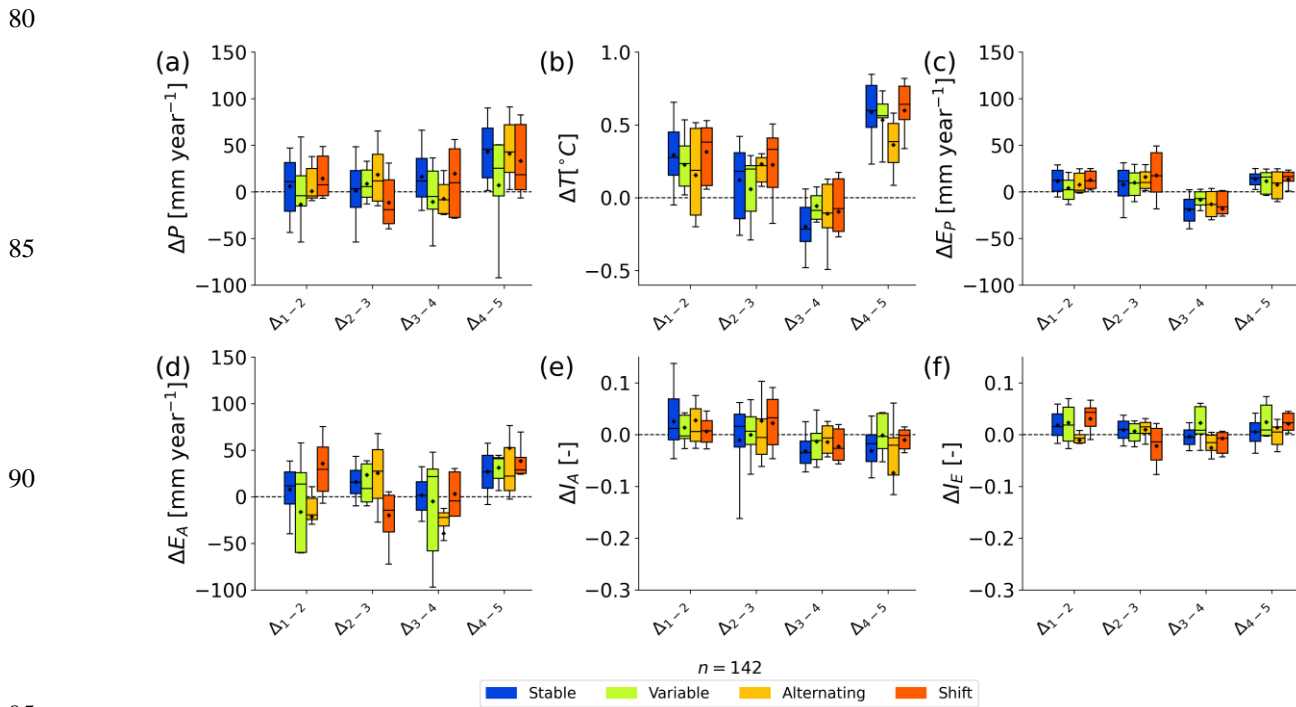 80
(a)
ΔP [mm year⁻¹]
150
100
50
0
−50
−100
Δ₁₋₂
Δ₂₋₃
Δ₃₋₄
Δ₄₋₅
(b)
ΔT[°C]
1.0
0.5
0.0
−0.5
Δ₁₋₂
Δ₂₋₃
Δ₃₋₄
Δ₄₋₅
(c)
ΔE_P [mm year⁻¹]
150
100
50
0
−50
−100
Δ₁₋₂
Δ₂₋₃
Δ₃₋₄
Δ₄₋₅
85
(d)
ΔE_A [mm year⁻¹]
150
100
50
0
−50
−100
Δ₁₋₂
Δ₂₋₃
Δ₃₋₄
Δ₄₋₅
(e)
ΔI_A [-]
0.1
0.0
−0.1
−0.2
−0.3
Δ₁₋₂
Δ₂₋₃
Δ₃₋₄
Δ₄₋₅
(f)
ΔI_E [-]
0.1
0.0
−0.1
−0.2
−0.3
Δ₁₋₂
Δ₂₋₃
Δ₃₋₄
Δ₄₋₅
90
n = 142
Stable Variable Alternating Shift